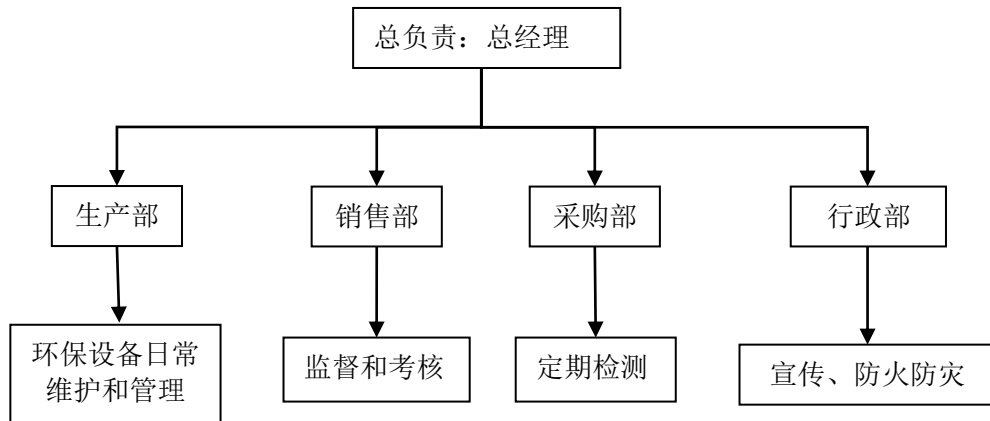 总负责：总经理
生产部
销售部
采购部
行政部
环保设备日常
维护和管理
监督和考核
定期检测
宣传、防火防灾